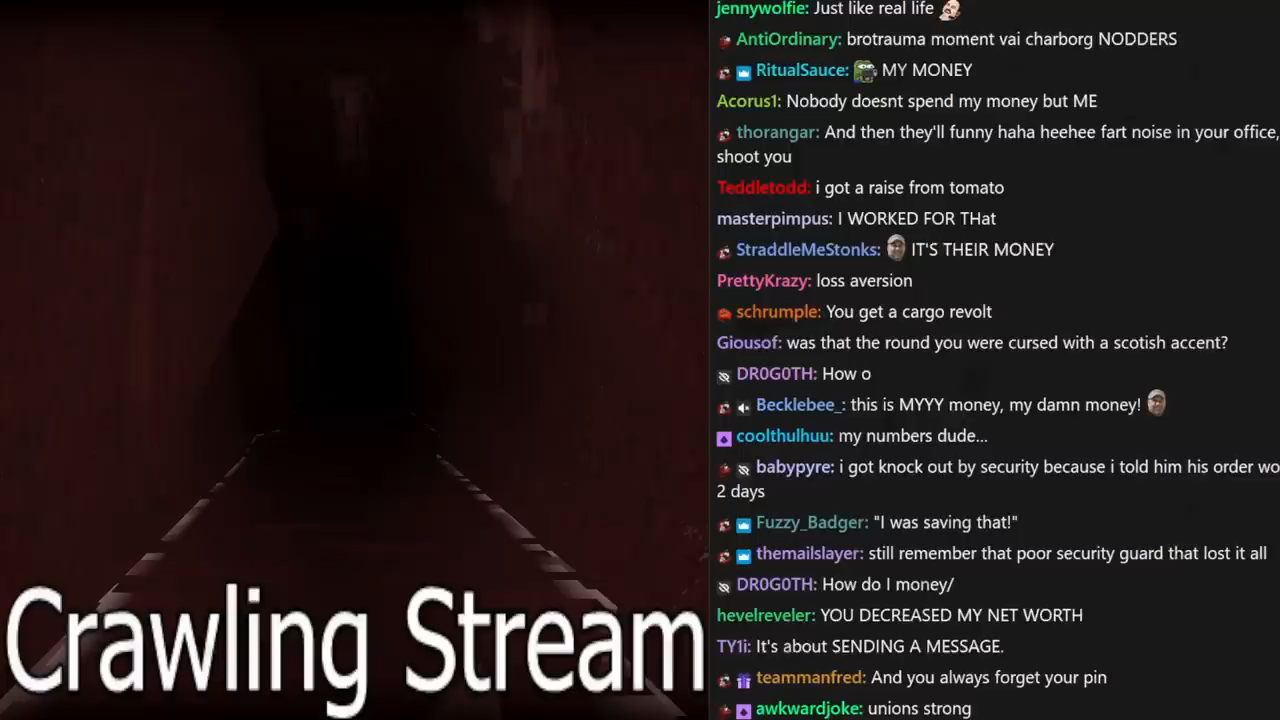 jennywolfie: Just like real life
AntiOrdinary: brotrauma moment vai charborg NODDERS
RitualSauce: MY MONEY
Acorus1: Nobody doesnt spend my money but ME
thorangar: And then they'll funny haha heehee fart noise in your office,
shoot you
Teddletodd: i got a raise from tomato
masterpimpus: I WORKED FOR THat
StraddleMeStonks: IT'S THEIR MONEY
PrettyKrazy: loss aversion
schrumple: You get a cargo revolt
Giousof: was that the round you were cursed with a scotish accent?
DR0G0TH: How o
Becklebee_: this is MYYY money, my damn money!
coolthulhuu: my numbers dude...
babypyre: i got knock out by security because i told him his order wo
2 days
Fuzzy_Badger: "I was saving that!"
themailslayer: still remember that poor security guard that lost it all
DR0G0TH: How do I money/
hevelreveler: YOU DECREASED MY NET WORTH
TY1i: It's about SENDING A MESSAGE.
teammanfred: And you always forget your pin
awkwardjoke: unions strong
Crawling Stream